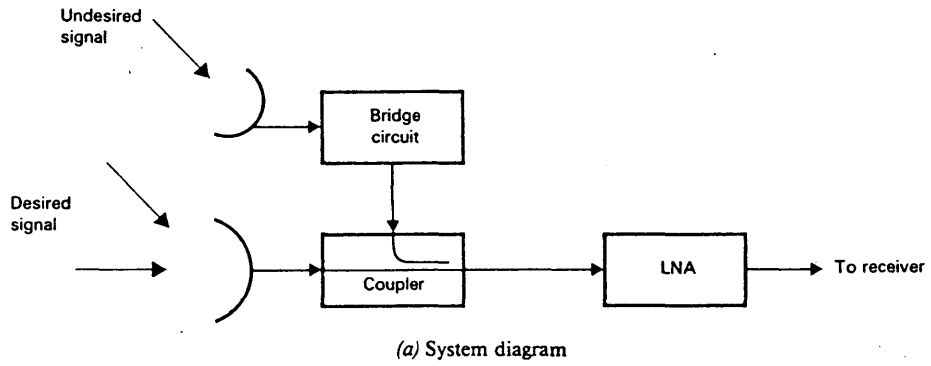 Undesired
signal
Bridge
circuit
Desired
signal
Coupler
LNA
To receiver
(a) System diagram